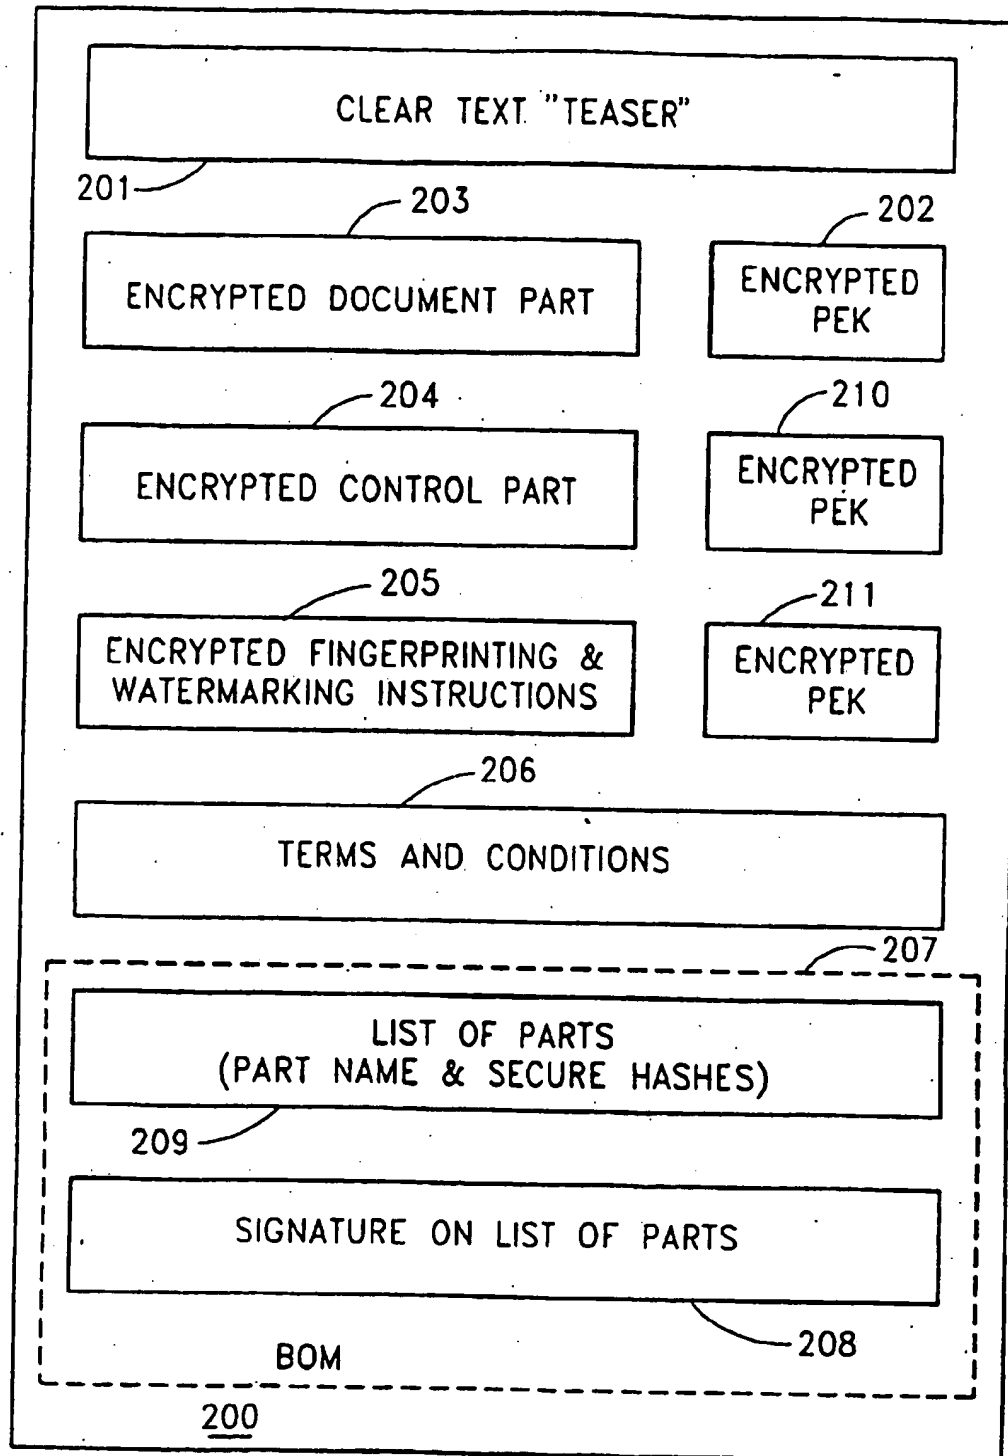 CLEAR TEXT "TEASER"
201
203
202
ENCRYPTED DOCUMENT PART
ENCRYPTED
PEK
204
210
ENCRYPTED CONTROL PART
ENCRYPTED
PEK
205
211
ENCRYPTED FINGERPRINTING &
WATERMARKING INSTRUCTIONS
ENCRYPTED
PEK
206
TERMS AND CONDITIONS
207
LIST OF PARTS
(PART NAME & SECURE HASHES)
209
SIGNATURE ON LIST OF PARTS
208
BOM
200